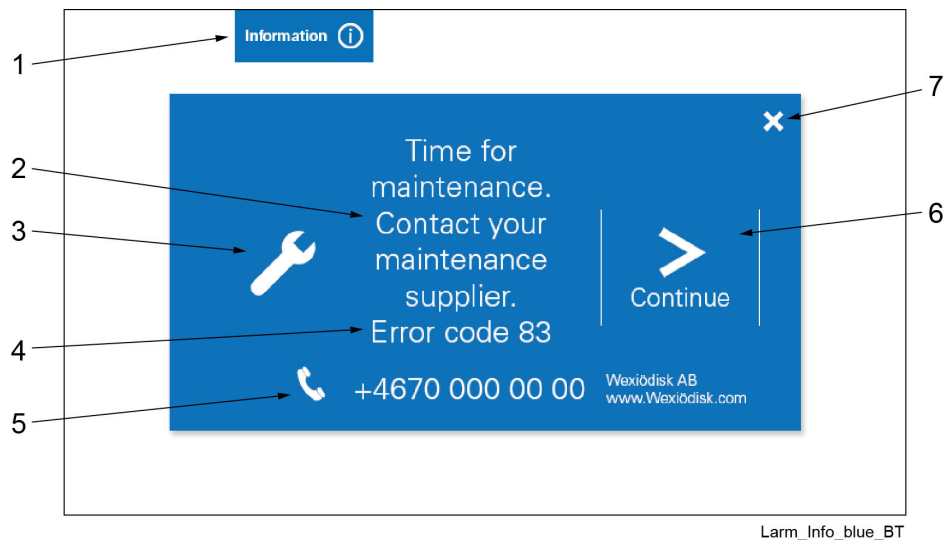 Information
1
7
Time for
maintenance.
2
Contact your
3
maintenance
supplier.
6
Continue
4
Error code 83
5
+4670 000 00 00
Wexiödisk AB
www.Wexiödisk.com
Larm_Info_blue_BT